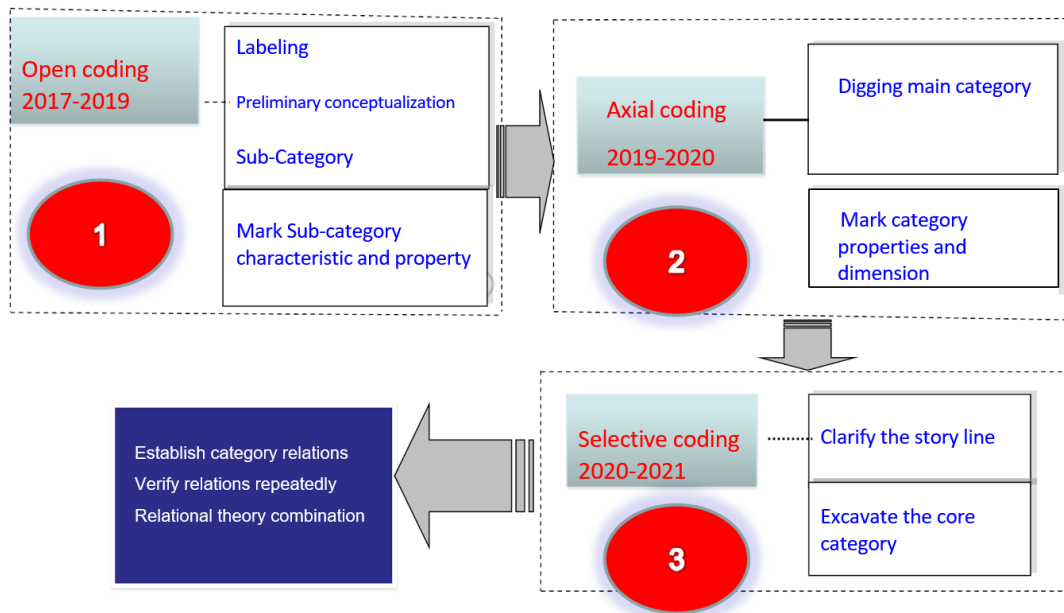 Open coding
2017-2019
Labeling
Preliminary conceptualization
Sub-Category
Mark Sub-category
characteristic and property
1
Axial coding
2019-2020
Digging main category
Mark category
properties and
dimension
2
Selective coding
2020-2021
Clarify the story line
Excavate the core
category
3
Establish category relations
Verify relations repeatedly
Relational theory combination